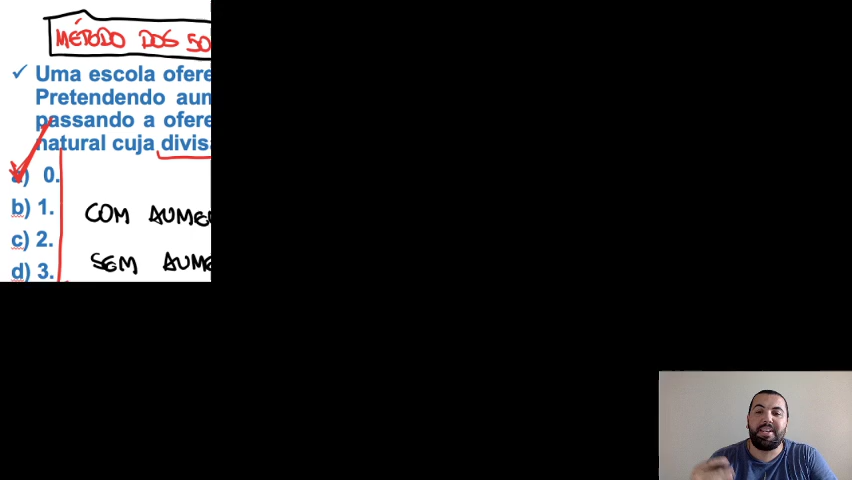 MÉTODO DOS SO
✓ Uma escola ofere
Pretendendo aum
passando a ofere
natural cuja divis
a) 0.
b) 1.
c) 2.
d) 3.
COM AUME
SEM AUME